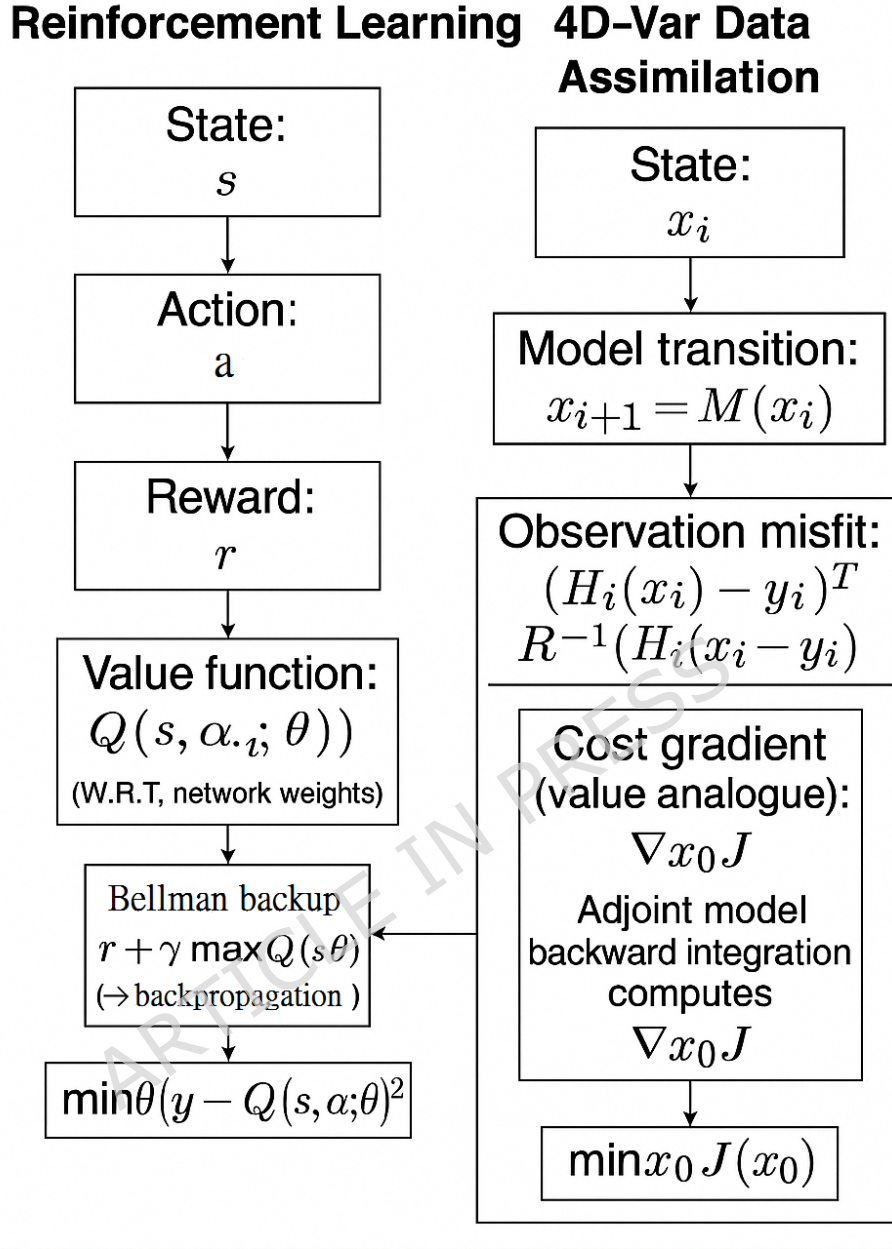 Reinforcement Learning
State:
s
Action:
a
Reward:
r
Value function:
Q(s, α.ᵢ; θ))
(W.R.T, network weights)
Bellman backup
r + γ maxQ(sθ)
(→ backpropagation )
minθ(y − Q(s, α;θ)²
4D–Var Data
Assimilation
State:
xᵢ
Model transition:
xᵢ₊₁ = M(xᵢ)
Observation misfit:
(Hᵢ(xᵢ) − yᵢ)ᵀ
R⁻¹(Hᵢ(xᵢ − yᵢ)
Cost gradient
(value analogue):
∇x₀J
Adjoint model
backward integration
computes
∇x₀J
minx₀ J(x₀)
ARTICLE IN PRESS